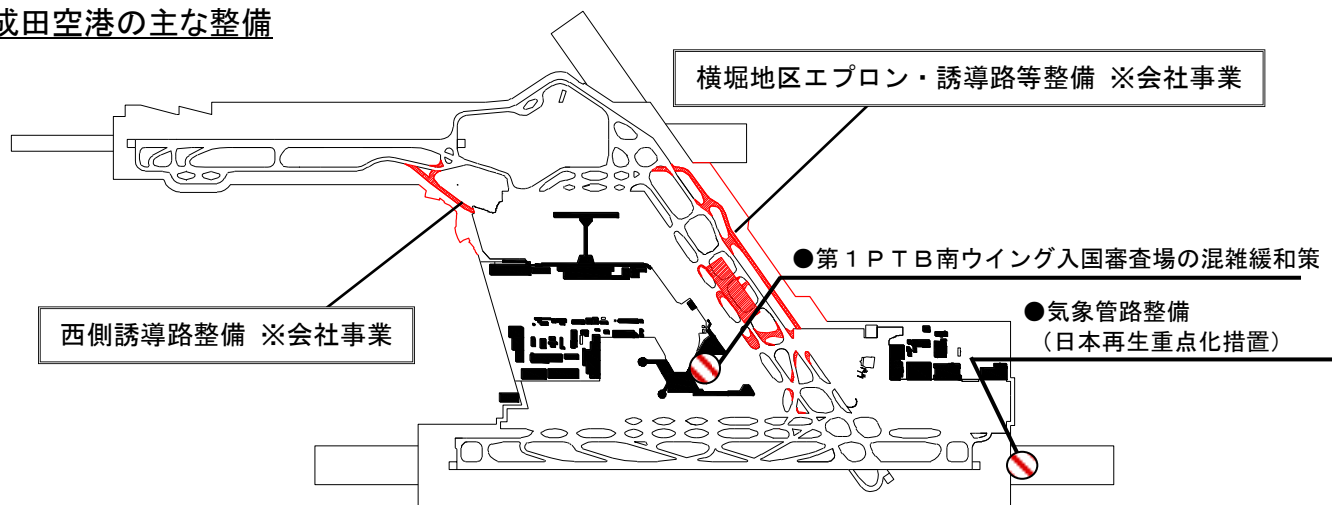 成田空港の主な整備
横堀地区エプロン・誘導路等整備 ※会社事業
●第１ＰＴＢ南ウイング入国審査場の混雑緩和策
●気象管路整備
（日本再生重点化措置）
西側誘導路整備 ※会社事業